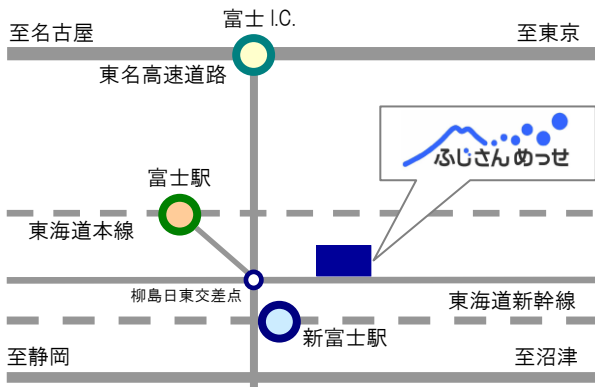 富士 I.C.
至名古屋
至東京
東名高速道路
ふじさんめっせ
富士駅
東海道本線
柳島日東交差点
東海道新幹線
新富士駅
至静岡
至沼津